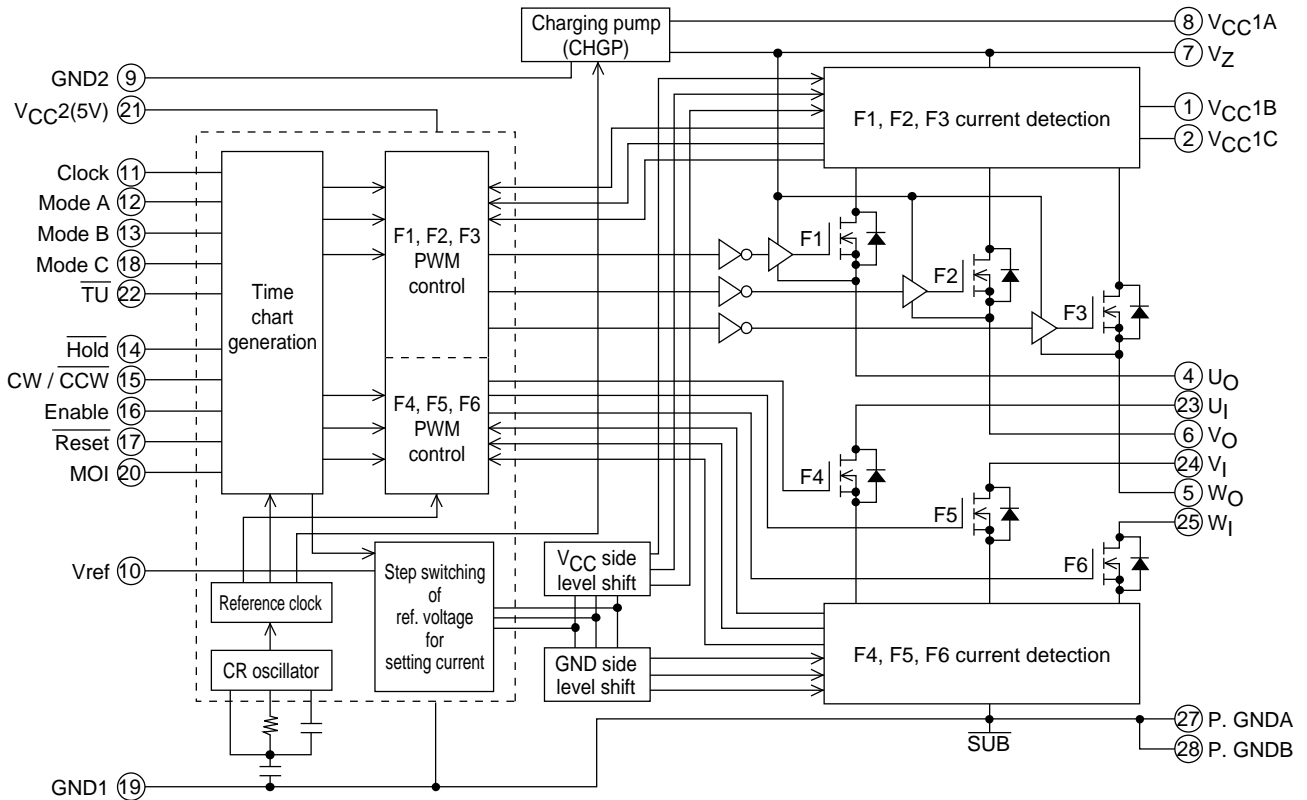 Charging pump
(CHGP)
8 VCC1A
7 VZ
GND2 9
VCC2(5V) 21
F1, F2, F3 current detection
1 VCC1B
2 VCC1C
Clock 11
Mode A 12
Mode B 13
Mode C 18
TU 22
Hold 14
CW / CCW 15
Enable 16
Reset 17
MOI 20
Time
chart
generation
F1, F2, F3
PWM
control
F4, F5, F6
PWM
control
F1
F2
F3
4 UO
23 UI
6 VO
24 VI
5 WO
25 WI
F4
F5
F6
Vref 10
Reference clock
CR oscillator
Step switching
of
ref. voltage
for
setting current
VCC side
level shift
GND side
level shift
F4, F5, F6 current detection
SUB
27 P. GNDA
28 P. GNDB
GND1 19